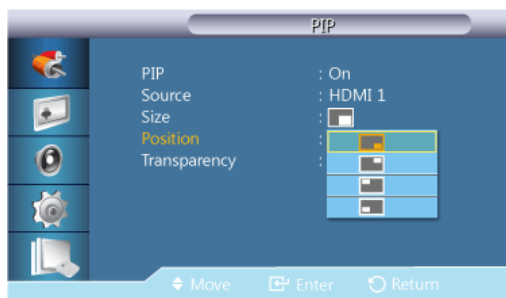 PIP
PIP : On
Source : HDMI 1
Size :
Position :
Transparency :
Move Enter Return